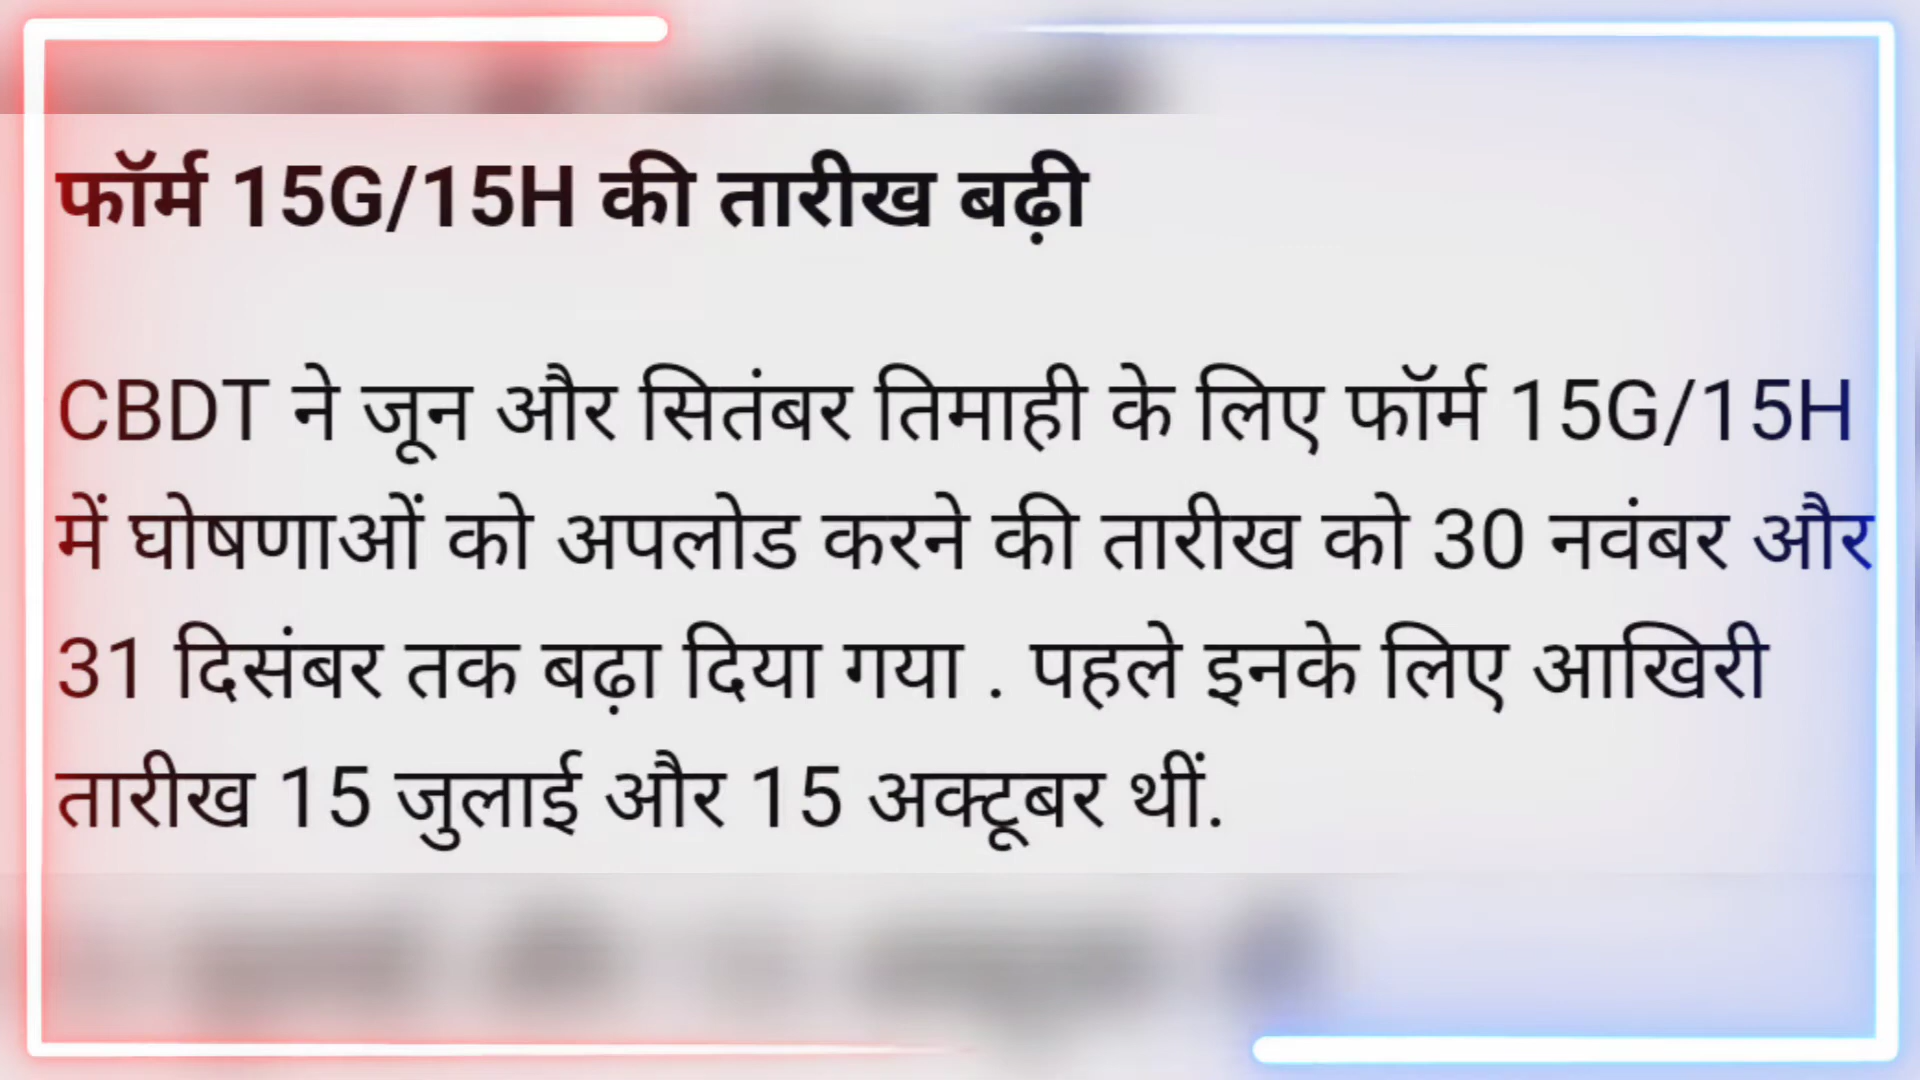 फॉर्म 15G/15H की तारीख बढ़ी
CBDT ने जून और सितंबर तिमाही के लिए फॉर्म 15G/15H
में घोषणाओं को अपलोड करने की तारीख को 30 नवंबर और
31 दिसंबर तक बढ़ा दिया गया . पहले इनके लिए आखिरी
तारीख 15 जुलाई और 15 अक्टूबर थीं.